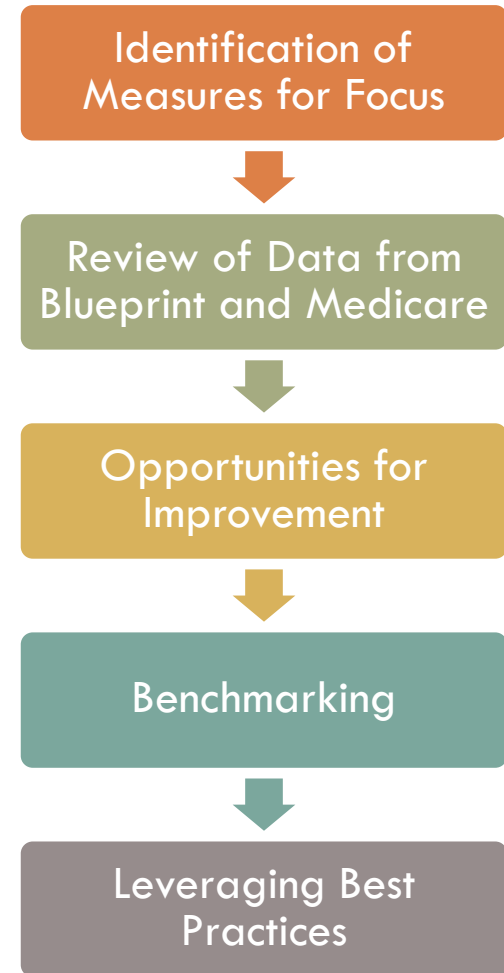 Identification of
Measures for Focus
Review of Data from
Blueprint and Medicare
Opportunities for
Improvement
Benchmarking
Leveraging Best
Practices